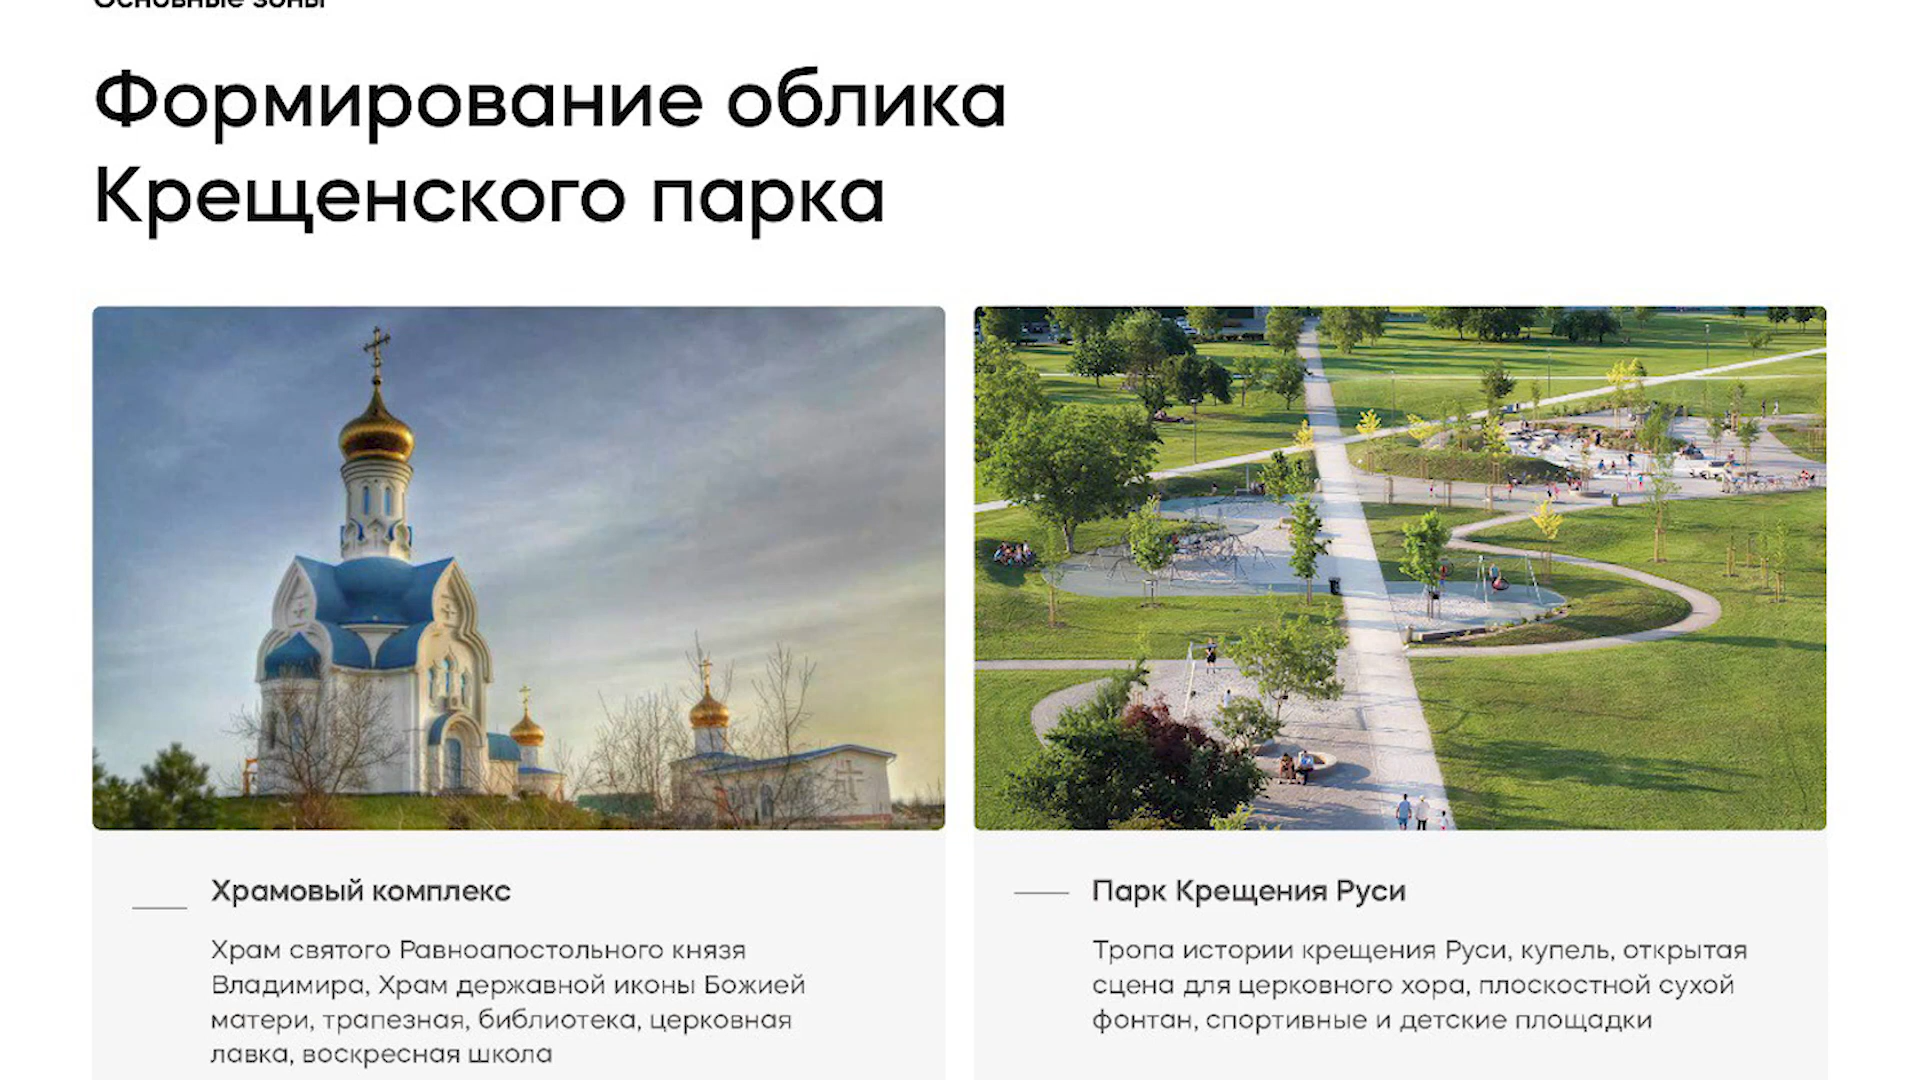 Основные зоны
Формирование облика
Крещенского парка
Храмовый комплекс
Храм святого Равноапостольного князя
Владимира, Храм державной иконы Божией
матери, трапезная, библиотека, церковная
лавка, воскресная школа
Парк Крещения Руси
Тропа истории крещения Руси, купель, открытая
сцена для церковного хора, плоскостной сухой
фонтан, спортивные и детские площадки